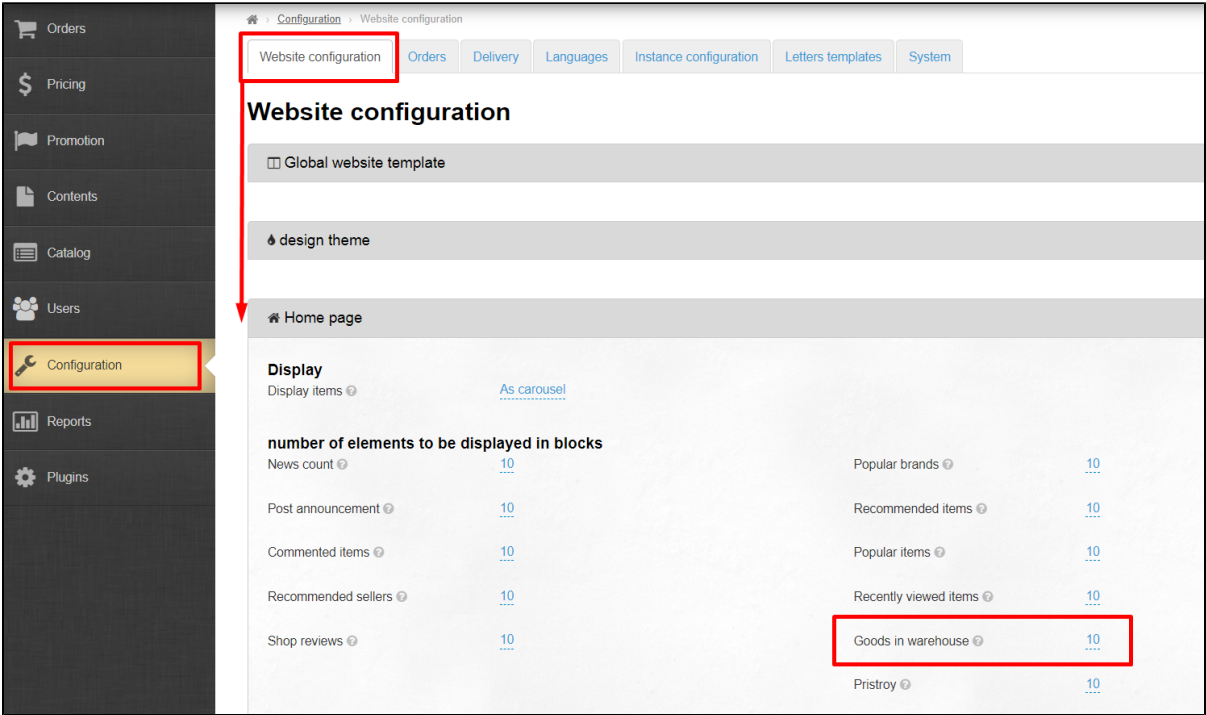 Orders
Pricing
Promotion
Contents
Catalog
Users
Configuration
Reports
Plugins
Configuration > Website configuration
Website configuration Orders Delivery Languages Instance configuration Letters templates System
Website configuration
Global website template
design theme
Home page
Display
Display items ? As carousel
number of elements to be displayed in blocks
News count ? 10 Popular brands ? 10
Post announcement ? 10 Recommended items ? 10
Commented items ? 10 Popular items ? 10
Recommended sellers ? 10 Recently viewed items ? 10
Shop reviews ? 10 Goods in warehouse ? 10
Pristroy ? 10